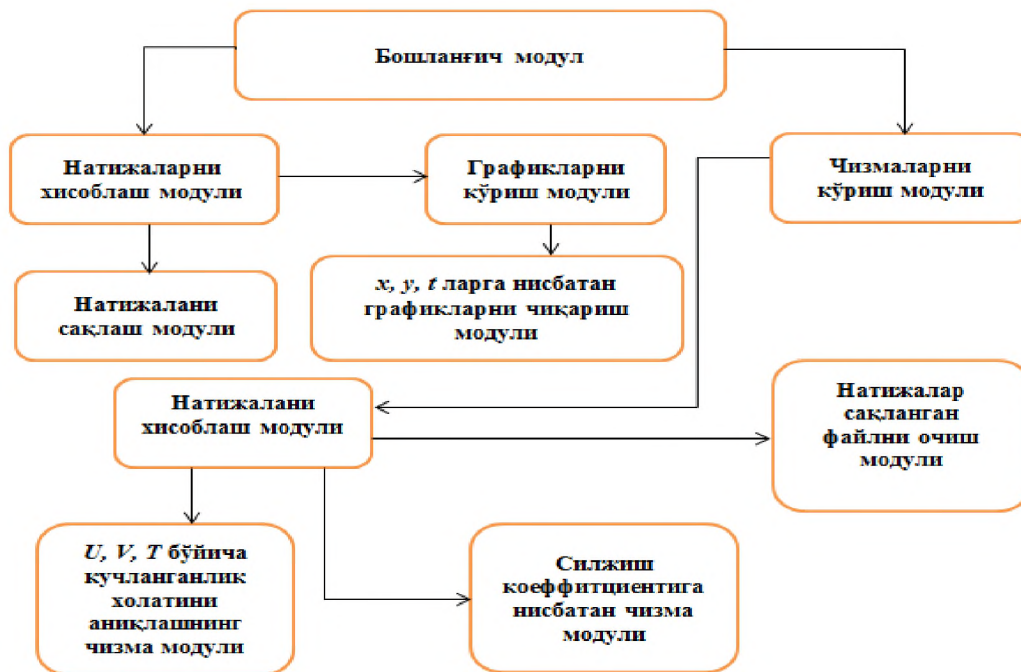 Бошланғич модул
Натижаларни
хисоблаш модули
Графикларни
кўриш модули
Чизмаларни
кўриш модули
Натижалани
сақлаш модули
x, y, t ларга нисбатан
графикларни чиқариш
модули
Натижалани
хисоблаш модули
Натижалар
сақланган
файлни очиш
модули
U, V, T бўйича
кучланганлик
холатини
аниқлашнинг
чизма модули
Силжиш
коеффитциентига
нисбатан чизма
модули